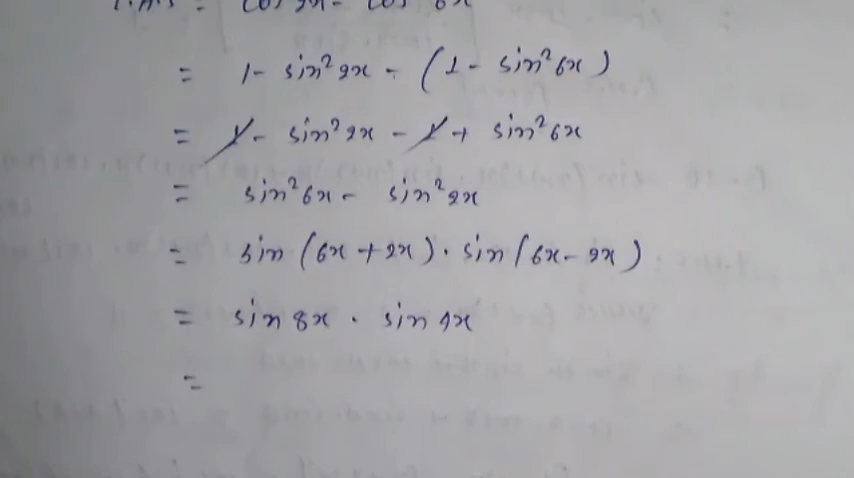 = 1 - sin²2x - (1 - sin²6x)
= 1 - sin²2x - 1 + sin²6x
= sin²6x - sin²2x
= sin (6x + 2x) . sin (6x - 2x)
= sin 8x . sin 4x
=